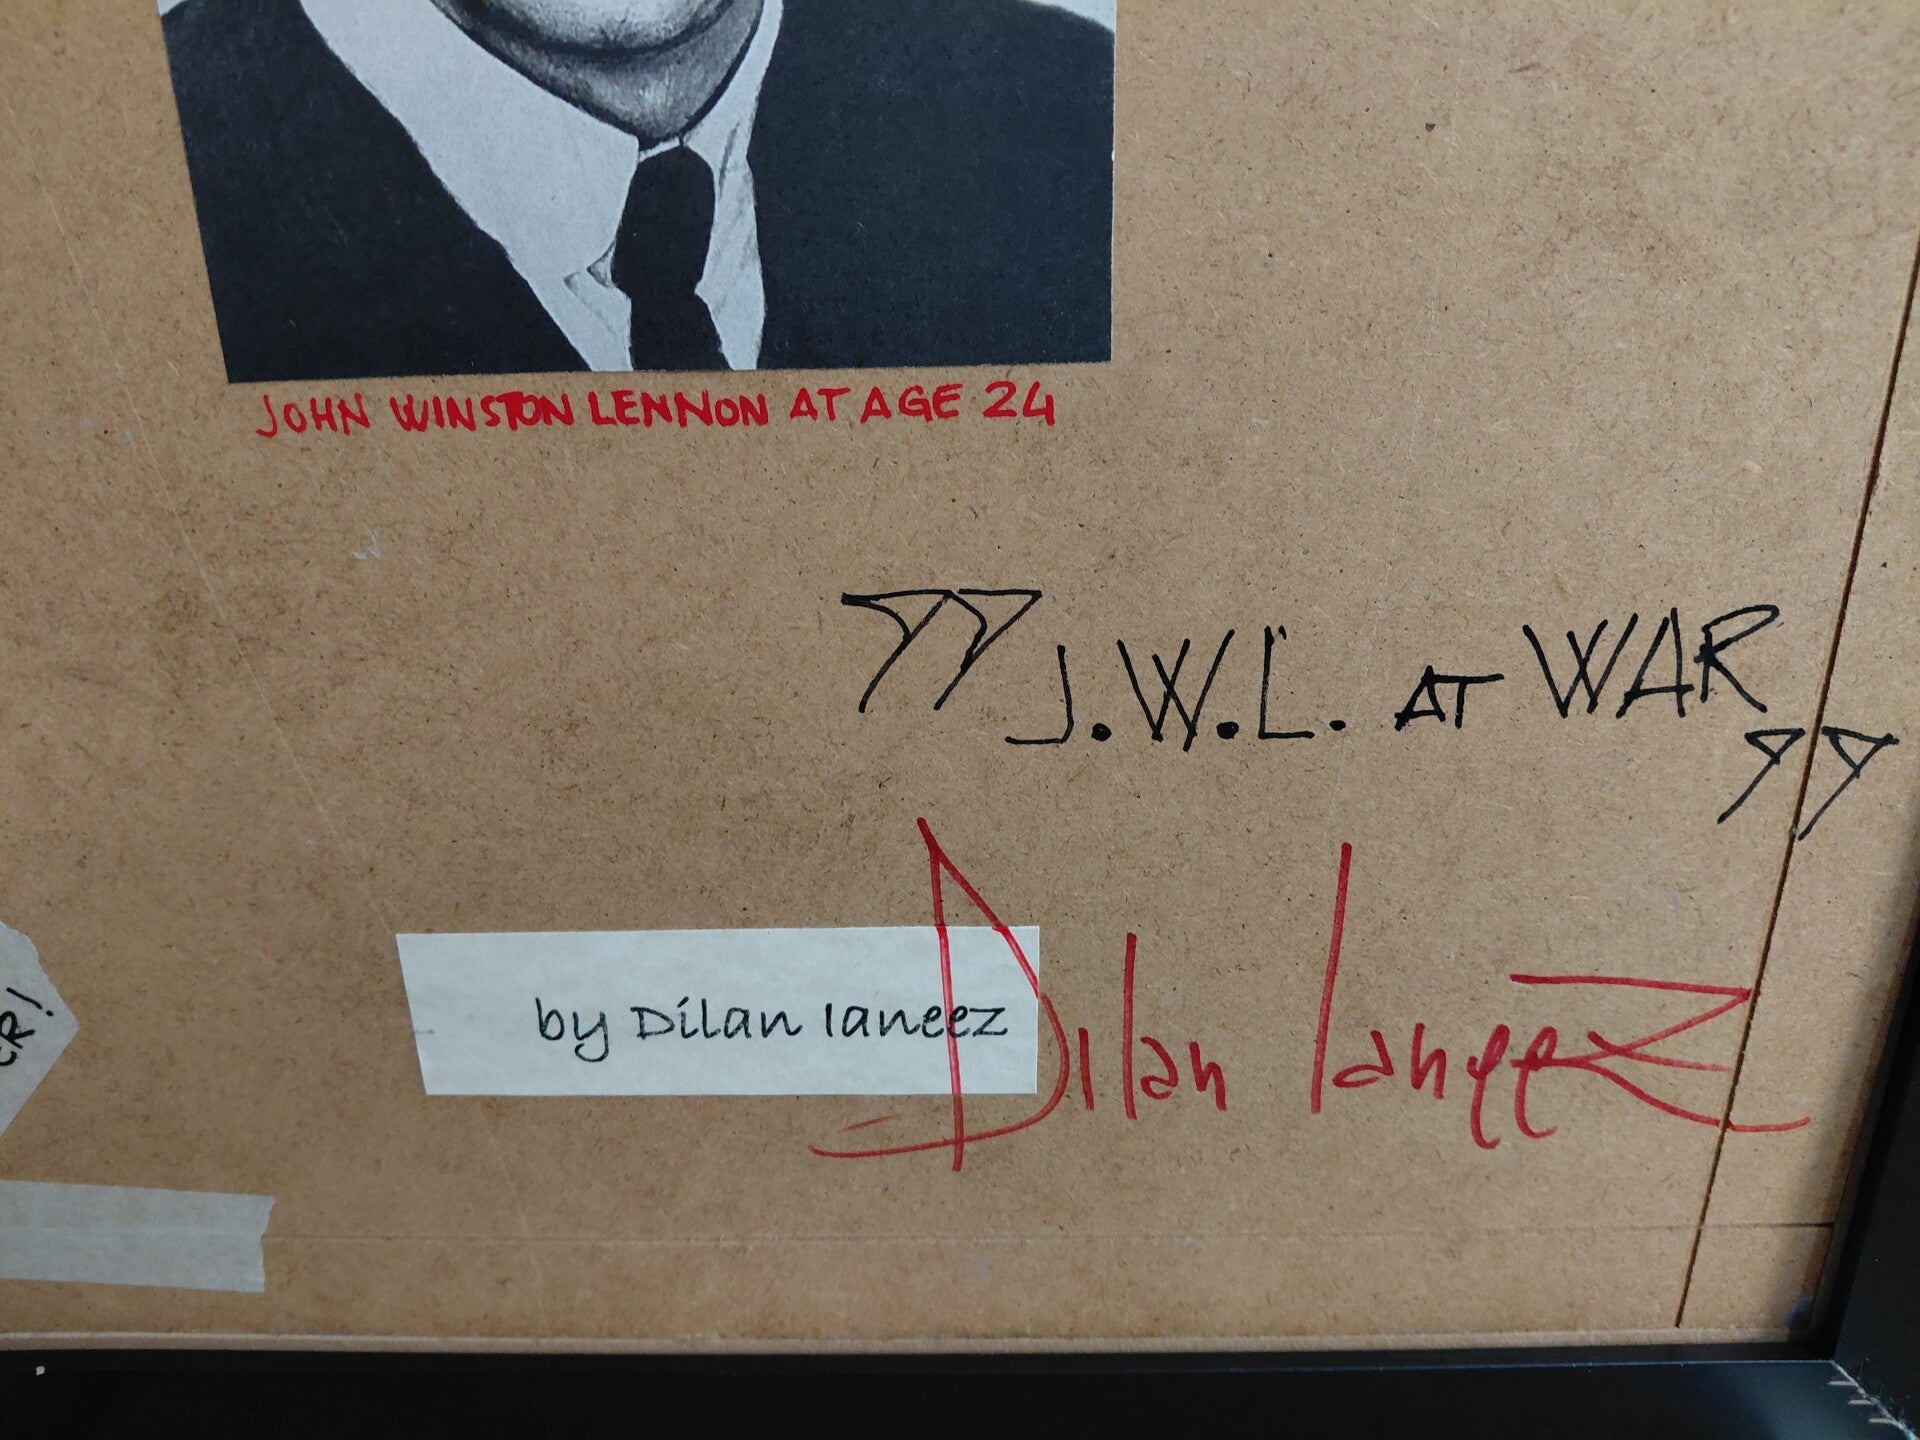 JOHN WINSTON LENNON AT AGE 24
"J.W.L. AT WAR"
by Dilan Ianeez
Dilan Ianeez